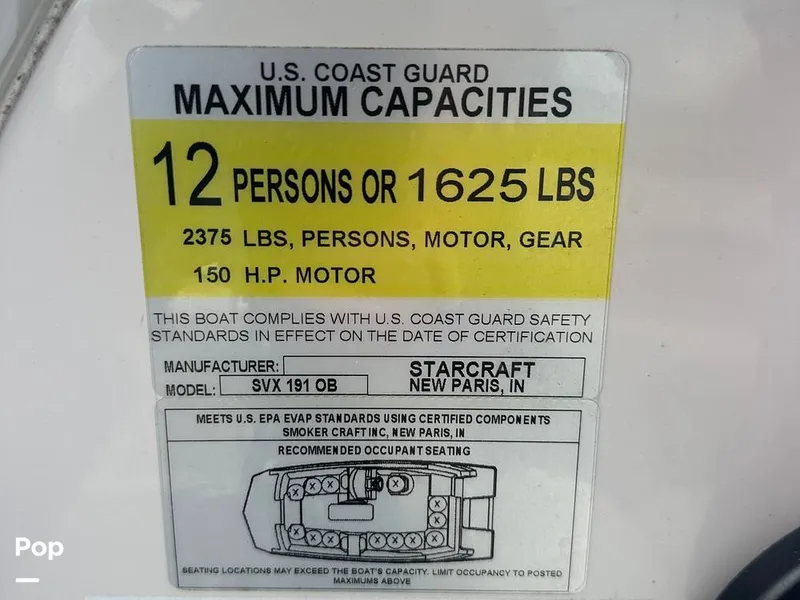 U.S. COAST GUARD
MAXIMUM CAPACITIES
12 PERSONS OR 1625 LBS
2375 LBS, PERSONS, MOTOR, GEAR
150 H.P. MOTOR
THIS BOAT COMPLIES WITH U.S. COAST GUARD SAFETY
STANDARDS IN EFFECT ON THE DATE OF CERTIFICATION
MANUFACTURER: STARCRAFT
MODEL: SVX 191 OB NEW PARIS, IN
MEETS U.S. EPA EVAP STANDARDS USING CERTIFIED COMPONENTS
SMOKER CRAFT INC, NEW PARIS, IN
RECOMMENDED OCCUPANT SEATING
SEATING LOCATIONS MAY EXCEED THE BOAT'S CAPACITY. LIMIT OCCUPANCY TO POSTED
MAXIMUMS ABOVE
Pop